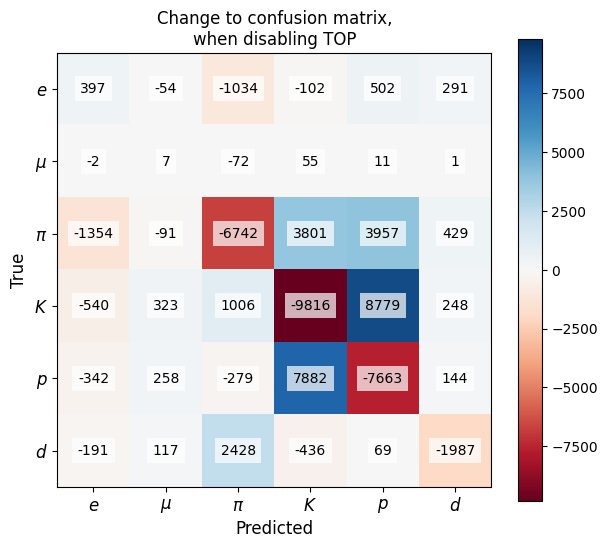 Change to confusion matrix,
when disabling TOP
e 397 -54 -1034 -102 502 291
μ -2 7 -72 55 11 1
π -1354 -91 -6742 3801 3957 429
K -540 323 1006 -9816 8779 248
p -342 258 -279 7882 -7663 144
d -191 117 2428 -436 69 -1987
e μ π K p d
True
Predicted
7500
5000
2500
0
−2500
−5000
−7500